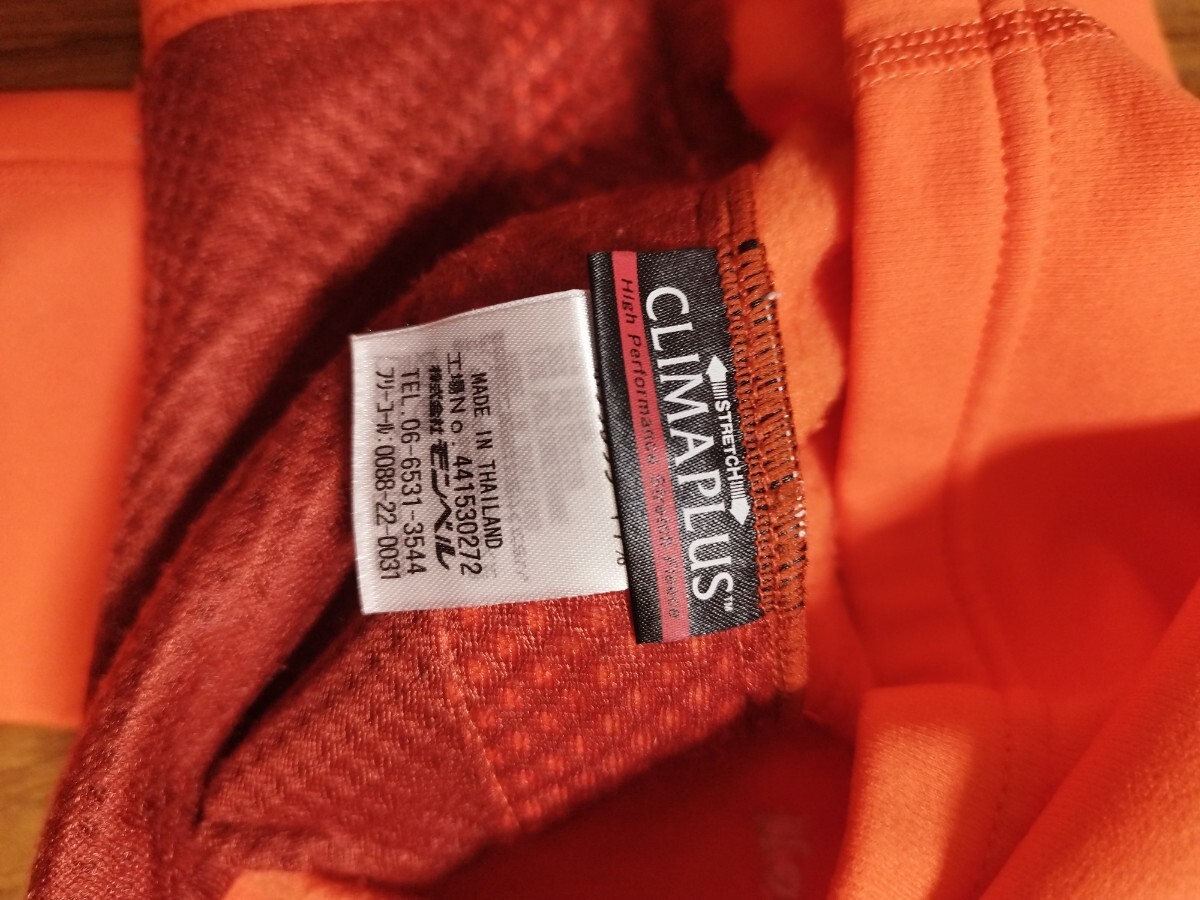 STRETCH
CLIMAPLUS™
High Performance
MADE IN THAILAND
工場No. 441530272
株式会社 モンベル
TEL.06-6531-3544
フリーコール:0088-22-0031